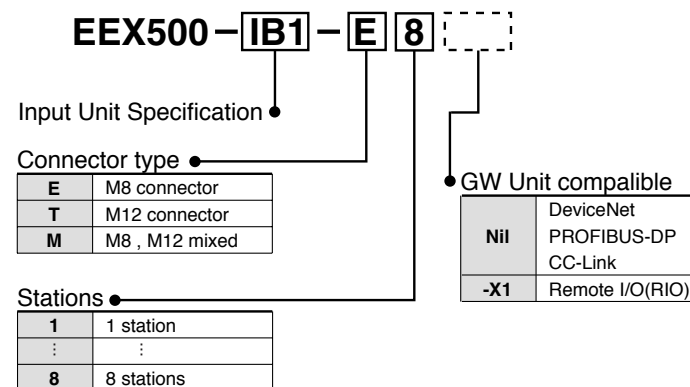 EEX500-IB1-E8
Input Unit Specification
Connector type
E M8 connector
T M12 connector
M M8 , M12 mixed
Stations
1 1 station
⋮ ⋮
8 8 stations
GW Unit compalible
Nil DeviceNet
PROFIBUS-DP
CC-Link
-X1 Remote I/O(RIO)